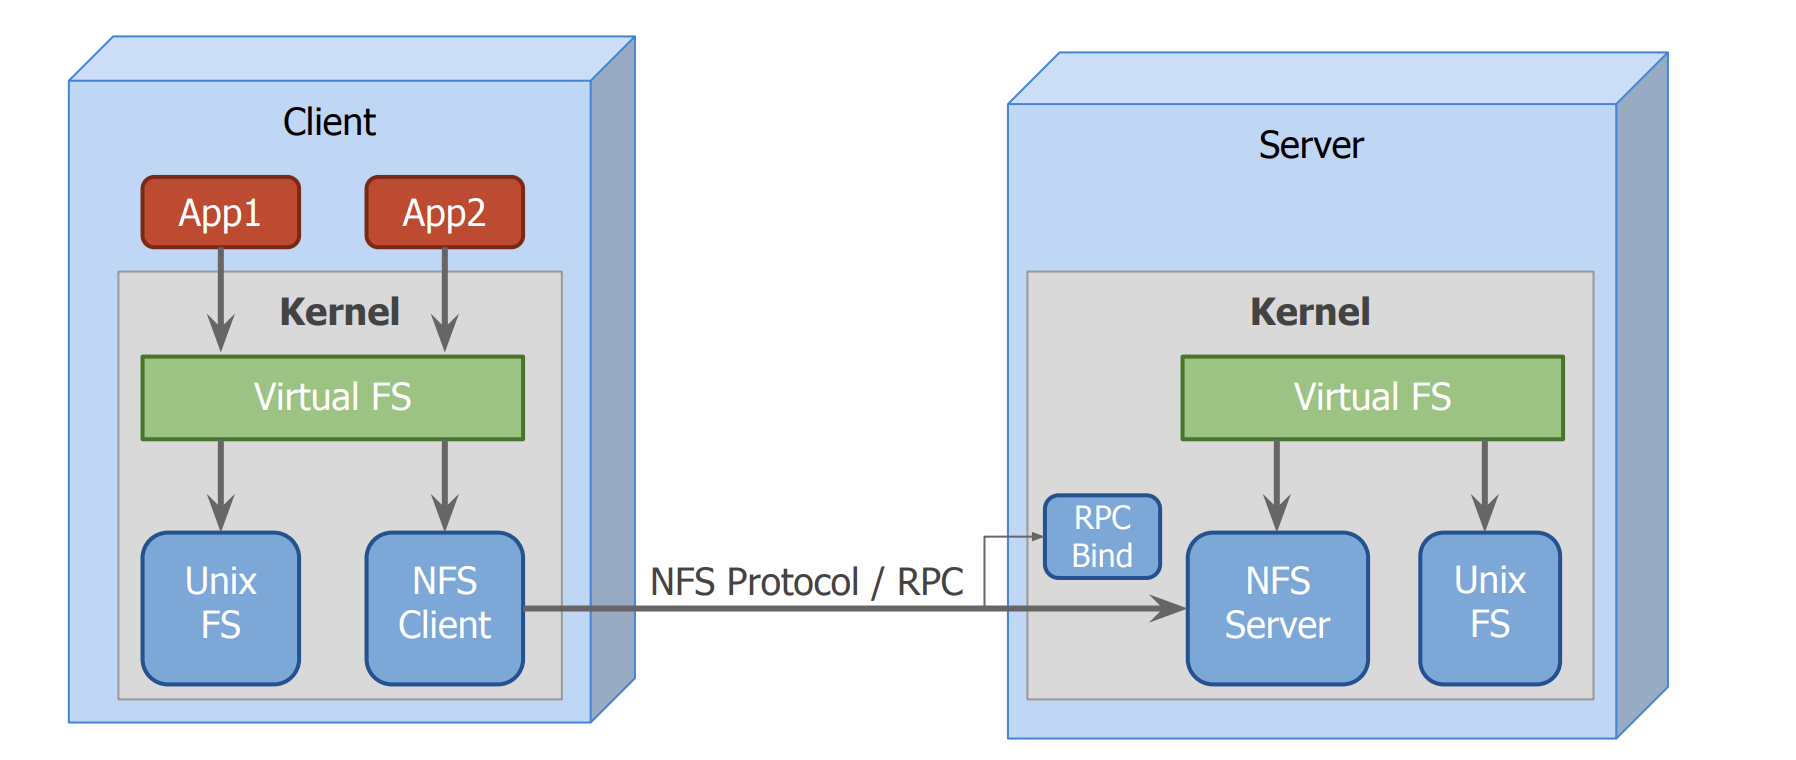 Client
App1
App2
Kernel
Virtual FS
Unix
FS
NFS
Client
NFS Protocol / RPC
Server
Kernel
Virtual FS
RPC
Bind
NFS
Server
Unix
FS